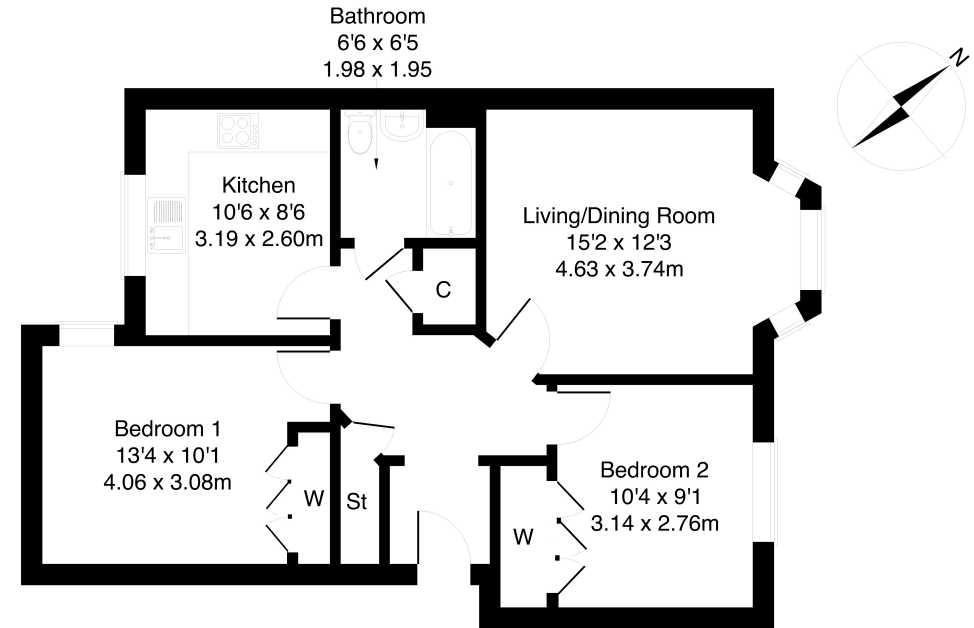 Bathroom
6'6 x 6'5
1.98 x 1.95
N
Kitchen
10'6 x 8'6
3.19 x 2.60m
Living/Dining Room
15'2 x 12'3
4.63 x 3.74m
C
Bedroom 1
13'4 x 10'1
4.06 x 3.08m
W
St
W
Bedroom 2
10'4 x 9'1
3.14 x 2.76m